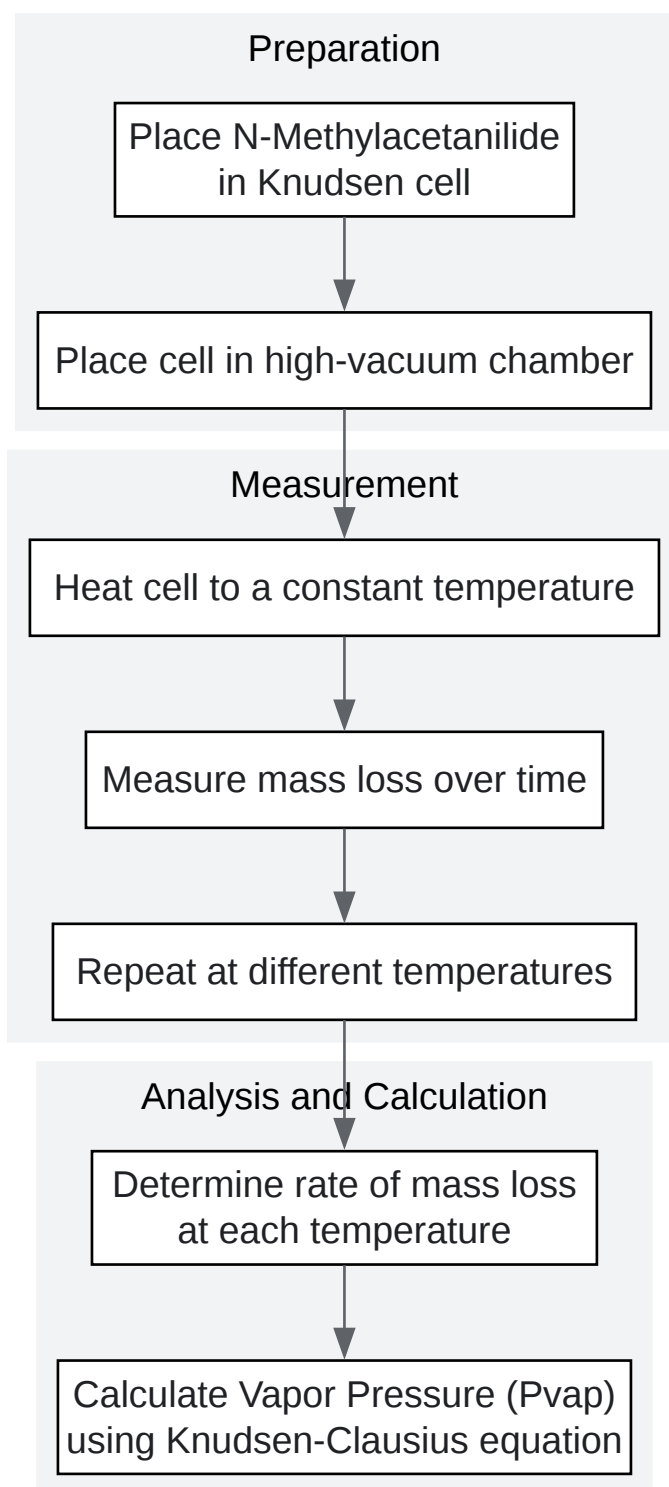 Preparation
Place N-Methylacetanilide
in Knudsen cell
Place cell in high-vacuum chamber
Measurement
Heat cell to a constant temperature
Measure mass loss over time
Repeat at different temperatures
Analysis and Calculation
Determine rate of mass loss
at each temperature
Calculate Vapor Pressure (Pvap)
using Knudsen-Clausius equation